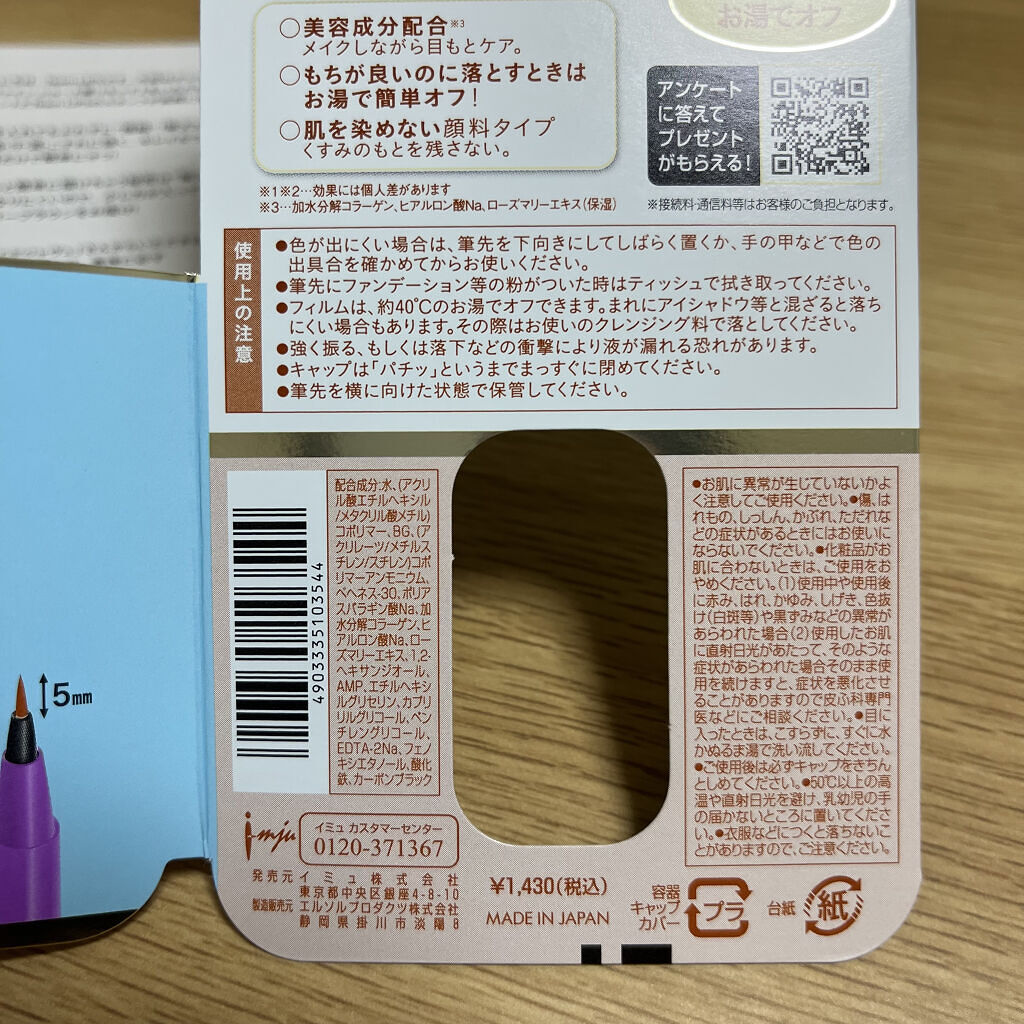 お湯でオフ
○美容成分配合※3
メイクしながら目もとケア。
○もちが良いのに落とすときは
お湯で簡単オフ!
○肌を染めない顔料タイプ
くすみのもとを残さない。
アンケート
に答えて
プレゼント
がもらえる!
※1※2…効果には個人差があります
※3…加水分解コラーゲン、ヒアルロン酸Na、ローズマリーエキス(保湿)
※接続料・通信料等はお客様のご負担となります。
使用上の注意
●色が出にくい場合は、筆先を下向きにしてしばらく置くか、手の甲などで色の
出具合を確かめてからお使いください。
●筆先にファンデーション等の粉がついた時はティッシュで拭き取ってください。
●フィルムは、約40℃のお湯でオフできます。まれにアイシャドウ等と混ざると落ち
にくい場合もあります。その際はお使いのクレンジング料で落としてください。
●強く振る、もしくは落下などの衝撃により液が漏れる恐れがあります。
●キャップは「パチッ」というまでまっすぐに閉めてください。
●筆先を横に向けた状態で保管してください。
5mm
4903335103544
配合成分:水、(アクリ
ル酸エチルヘキシル
/メタクリル酸メチル)
コポリマー、BG、(ア
クリレーツ/メチルス
チレン/スチレン)コポ
リマーアンモニウム、
ベヘネス-30、ポリア
スパラギン酸Na、加
水分解コラーゲン、ヒ
アルロン酸Na、ロー
ズマリーエキス、1,2-
ヘキサンジオール、
AMP、エチルヘキシ
ルグリセリン、カプリ
リルグリコール、ペン
チレングリコール、
EDTA-2Na、フェノ
キシエタノール、酸化
鉄、カーボンブラック
●お肌に異常が生じていないかよ
く注意してご使用ください。●傷、は
れもの、しっしん、かぶれ、ただれな
どの症状があるときにはお使いに
ならないでください。●化粧品がお
肌に合わないときは、ご使用をお
やめください。(1)使用中や使用後
に赤み、はれ、かゆみ、しげき、色抜
け(白斑等)や黒ずみなどの異常が
あらわれた場合(2)使用したお肌
に直射日光があたって、そのような
症状があらわれた場合そのまま使
用を続けますと、症状を悪化させ
ることがありますので皮ふ科専門
医などにご相談ください。●目に
入ったときは、こすらずに、すぐに水
かぬるま湯で洗い流してください。
●ご使用後は必ずキャップをきちん
としめてください。●50℃以上の高
温や直射日光を避け、乳幼児の手
の届かないところに置いてくださ
い。●衣服などにつくと落ちないこ
とがありますので、ご注意ください。
imju
イミュ カスタマーセンター
0120-371367
発売元 イミュ株式会社
東京都中央区銀座4-8-10
製造販売元 エルソルプロダクツ株式会社
静岡県掛川市淡陽8
¥1,430(税込)
MADE IN JAPAN
容器
キャップ
カバー
プラ
台紙
紙